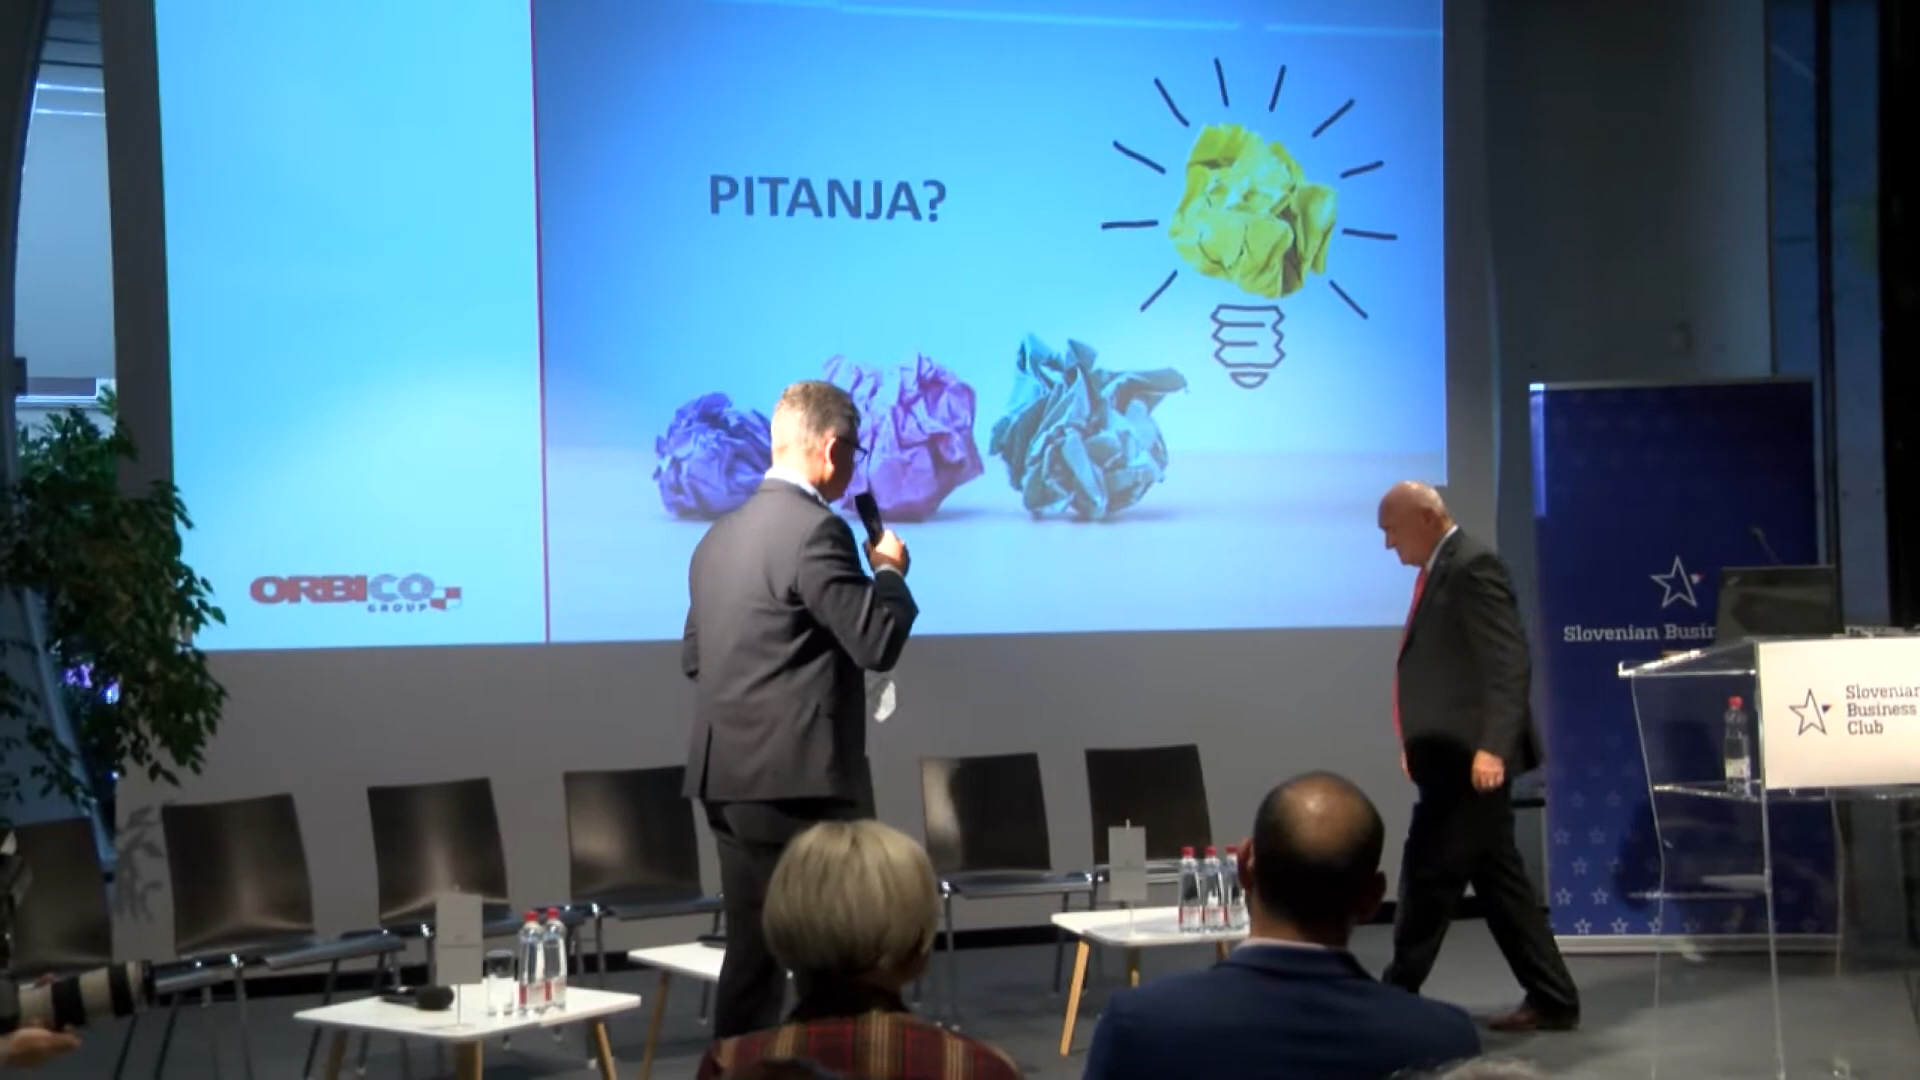 PITANJA?
ORBICO
GROUP
Slovenian Busin
Slovenian
Business
Club